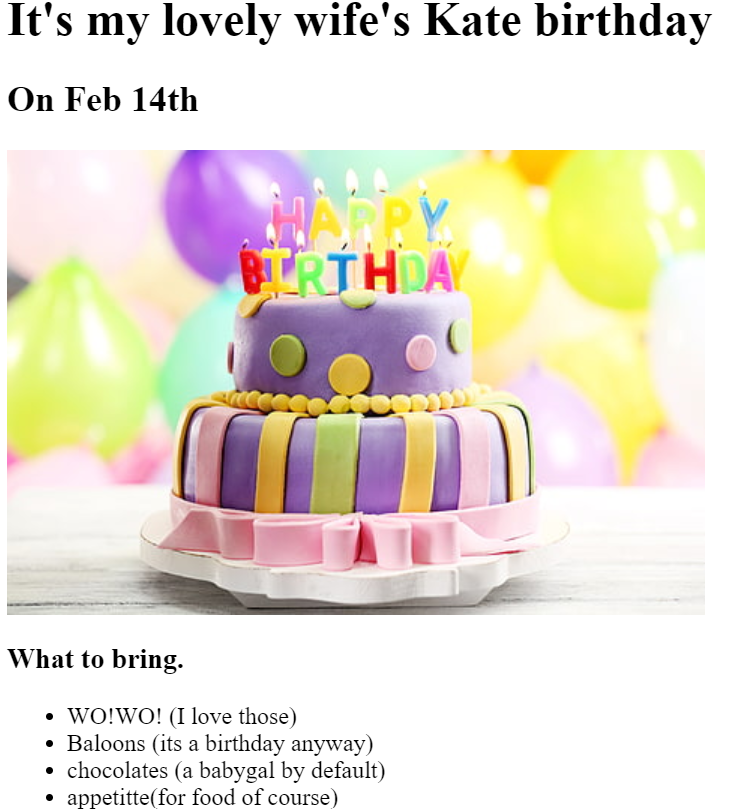 It's my lovely wife's Kate birthday
On Feb 14th
HAPPY
BIRTHDAY
What to bring.
WO!WO! (I love those)
Baloons (its a birthday anyway)
chocolates (a babygal by default)
appetitte(for food of course)